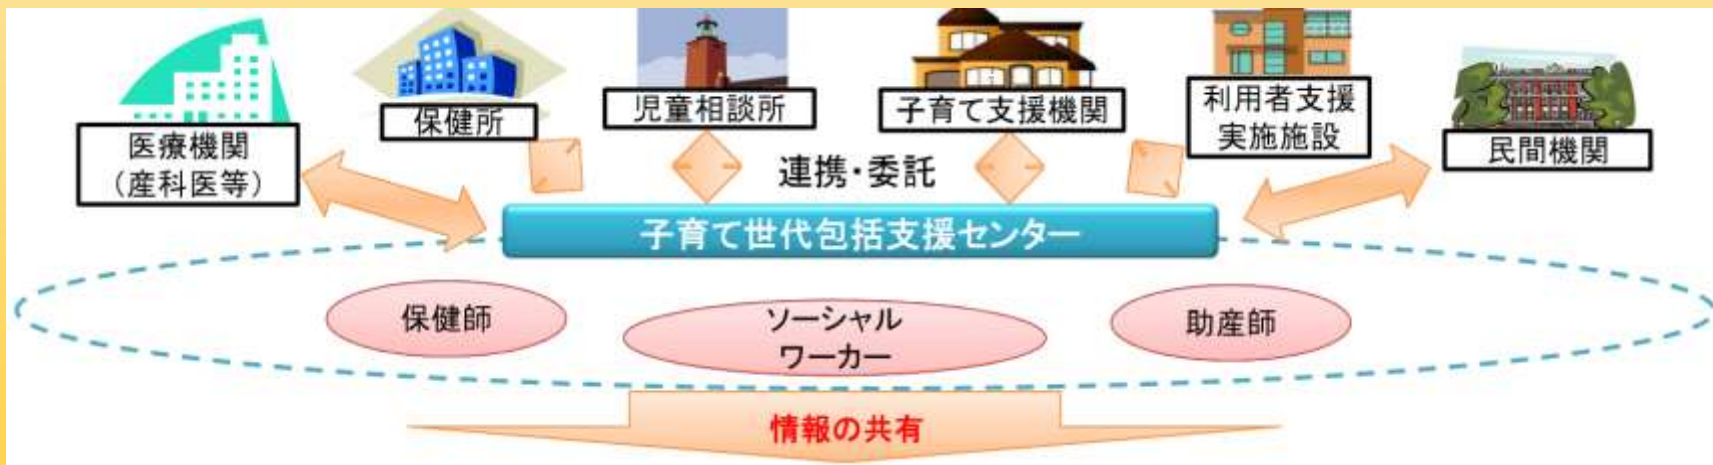 医療機関
(産科医等)
保健所
児童相談所
子育て支援機関
利用者支援
実施施設
民間機関
連携・委託
子育て世代包括支援センター
保健師
ソーシャル
ワーカー
助産師
情報の共有